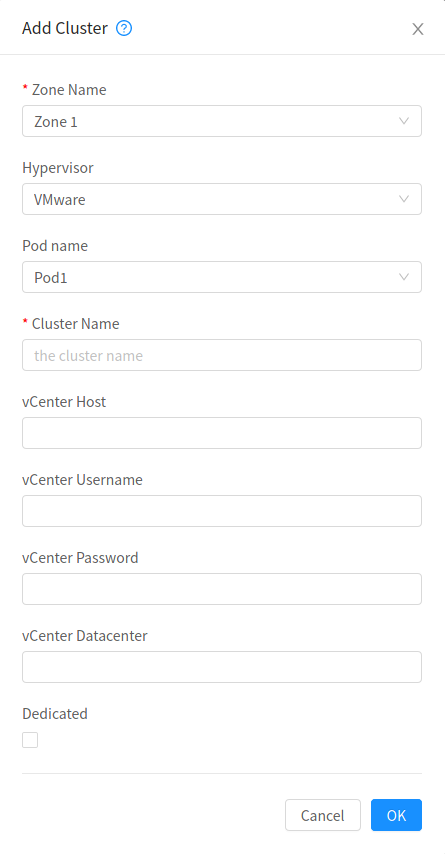 Add Cluster ?
* Zone Name
Zone 1
Hypervisor
VMware
Pod name
Pod1
* Cluster Name
the cluster name
vCenter Host
vCenter Username
vCenter Password
vCenter Datacenter
Dedicated
Cancel OK